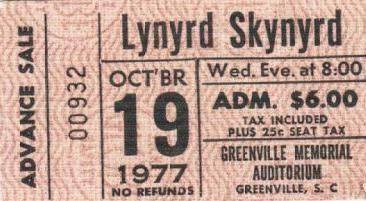 ADVANCE SALE
00932
Lynyrd Skynyrd
OCT'BR
19
1977
NO REFUNDS
Wed. Eve. at 8:00
ADM. $6.00
TAX INCLUDED
PLUS 25¢ SEAT TAX
GREENVILLE MEMORIAL
AUDITORIUM
GREENVILLE, S. C